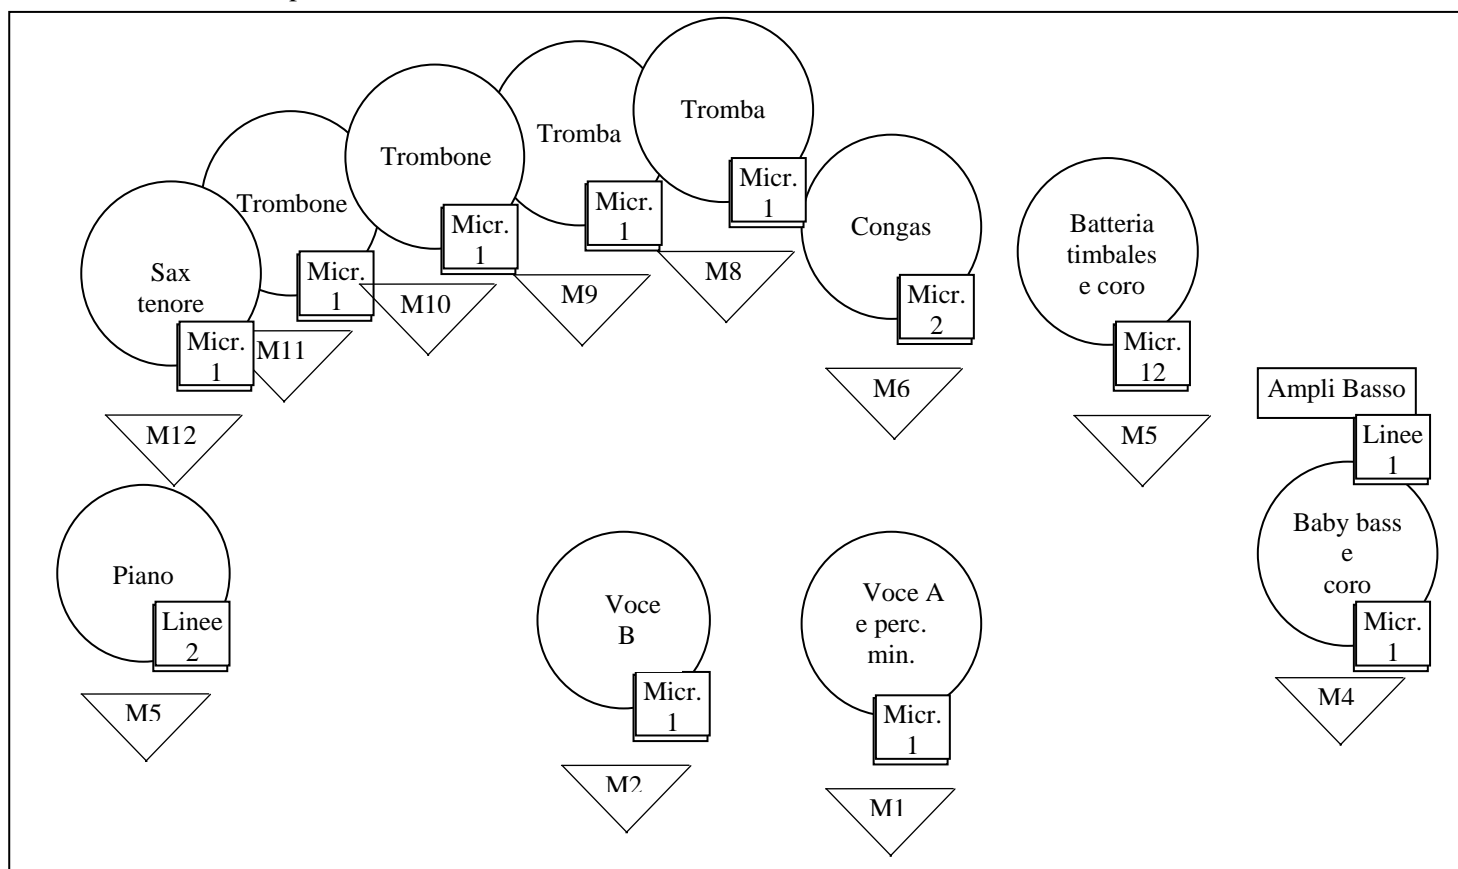 Tromba
Micr.
1
M8
Tromba
Micr.
1
M9
Trombone
Micr.
1
M10
Trombone
Micr.
1
M11
Sax
tenore
Micr.
1
M12
Congas
Micr.
2
M6
Batteria
timbales
e coro
Micr.
12
M5
Ampli Basso
Linee
1
Baby bass
e
coro
Micr.
1
M4
Piano
Linee
2
M5
Voce
B
Micr.
1
M2
Voce A
e perc.
min.
Micr.
1
M1